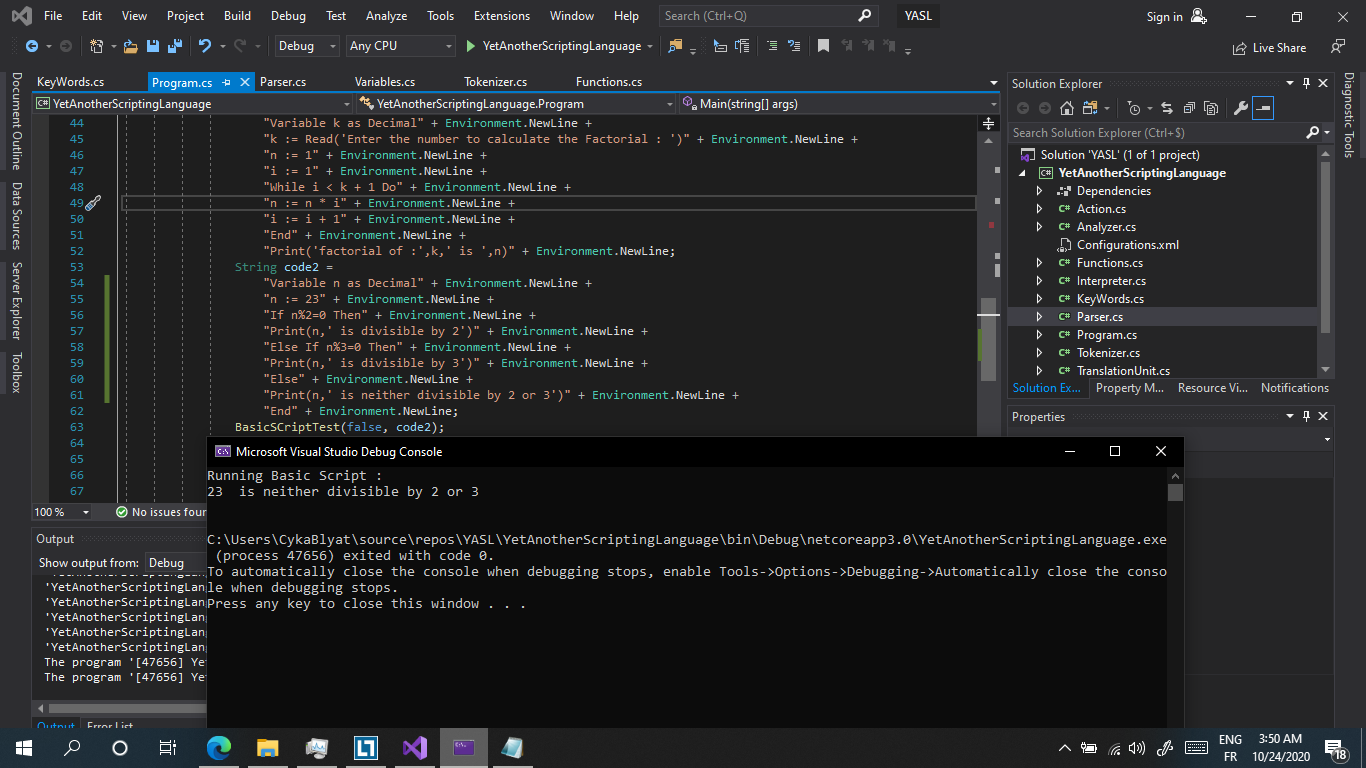 File Edit View Project Build Debug Test Analyze Tools Extensions Window Help Search (Ctrl+Q) YASL Sign in
Debug Any CPU YetAnotherScriptingLanguage Live Share
KeyWords.cs Program.cs Parser.cs Variables.cs Tokenizer.cs Functions.cs
YetAnotherScriptingLanguage YetAnotherScriptingLanguage.Program Main(string[] args)
Document Outline
Data Sources
Server Explorer
Toolbox
44 "Variable k as Decimal" + Environment.NewLine +
45 "k := Read('Enter the number to calculate the Factorial : ')" + Environment.NewLine +
46 "n := 1" + Environment.NewLine +
47 "i := 1" + Environment.NewLine +
48 "While i < k + 1 Do" + Environment.NewLine +
49 "n := n * i" + Environment.NewLine +
50 "i := i + 1" + Environment.NewLine +
51 "End" + Environment.NewLine +
52 "Print('factorial of :',k,' is ',n)" + Environment.NewLine;
53 String code2 =
54 "Variable n as Decimal" + Environment.NewLine +
55 "n := 23" + Environment.NewLine +
56 "If n%2=0 Then" + Environment.NewLine +
57 "Print(n,' is divisible by 2')" + Environment.NewLine +
58 "Else If n%3=0 Then" + Environment.NewLine +
59 "Print(n,' is divisible by 3')" + Environment.NewLine +
60 "Else" + Environment.NewLine +
61 "Print(n,' is neither divisible by 2 or 3')" + Environment.NewLine +
62 "End" + Environment.NewLine;
63 BasicSCriptTest(false, code2);
64
65
66
67
100 % No issues four
Solution Explorer
Search Solution Explorer (Ctrl+$)
Solution 'YASL' (1 of 1 project)
YetAnotherScriptingLanguage
Dependencies
C# Action.cs
C# Analyzer.cs
Configurations.xml
C# Functions.cs
C# Interpreter.cs
C# KeyWords.cs
C# Parser.cs
C# Program.cs
C# Tokenizer.cs
C# TranslationUnit.cs
Solution Ex... Property M... Resource Vi... Notifications
Properties
Diagnostic Tools
Output
Show output from: Debug
'YetAnotherScriptingLan
'YetAnotherScriptingLan
'YetAnotherScriptingLan
'YetAnotherScriptingLan
'YetAnotherScriptingLan
The program '[47656] Ye
The program '[47656] Ye
Output Error List
Microsoft Visual Studio Debug Console
Running Basic Script :
23  is neither divisible by 2 or 3
C:\Users\CykaBlyat\source\repos\YASL\YetAnotherScriptingLanguage\bin\Debug\netcoreapp3.0\YetAnotherScriptingLanguage.exe
(process 47656) exited with code 0.
To automatically close the console when debugging stops, enable Tools->Options->Debugging->Automatically close the conso
le when debugging stops.
Press any key to close this window . . .
ENG
FR
3:50 AM
10/24/2020
18